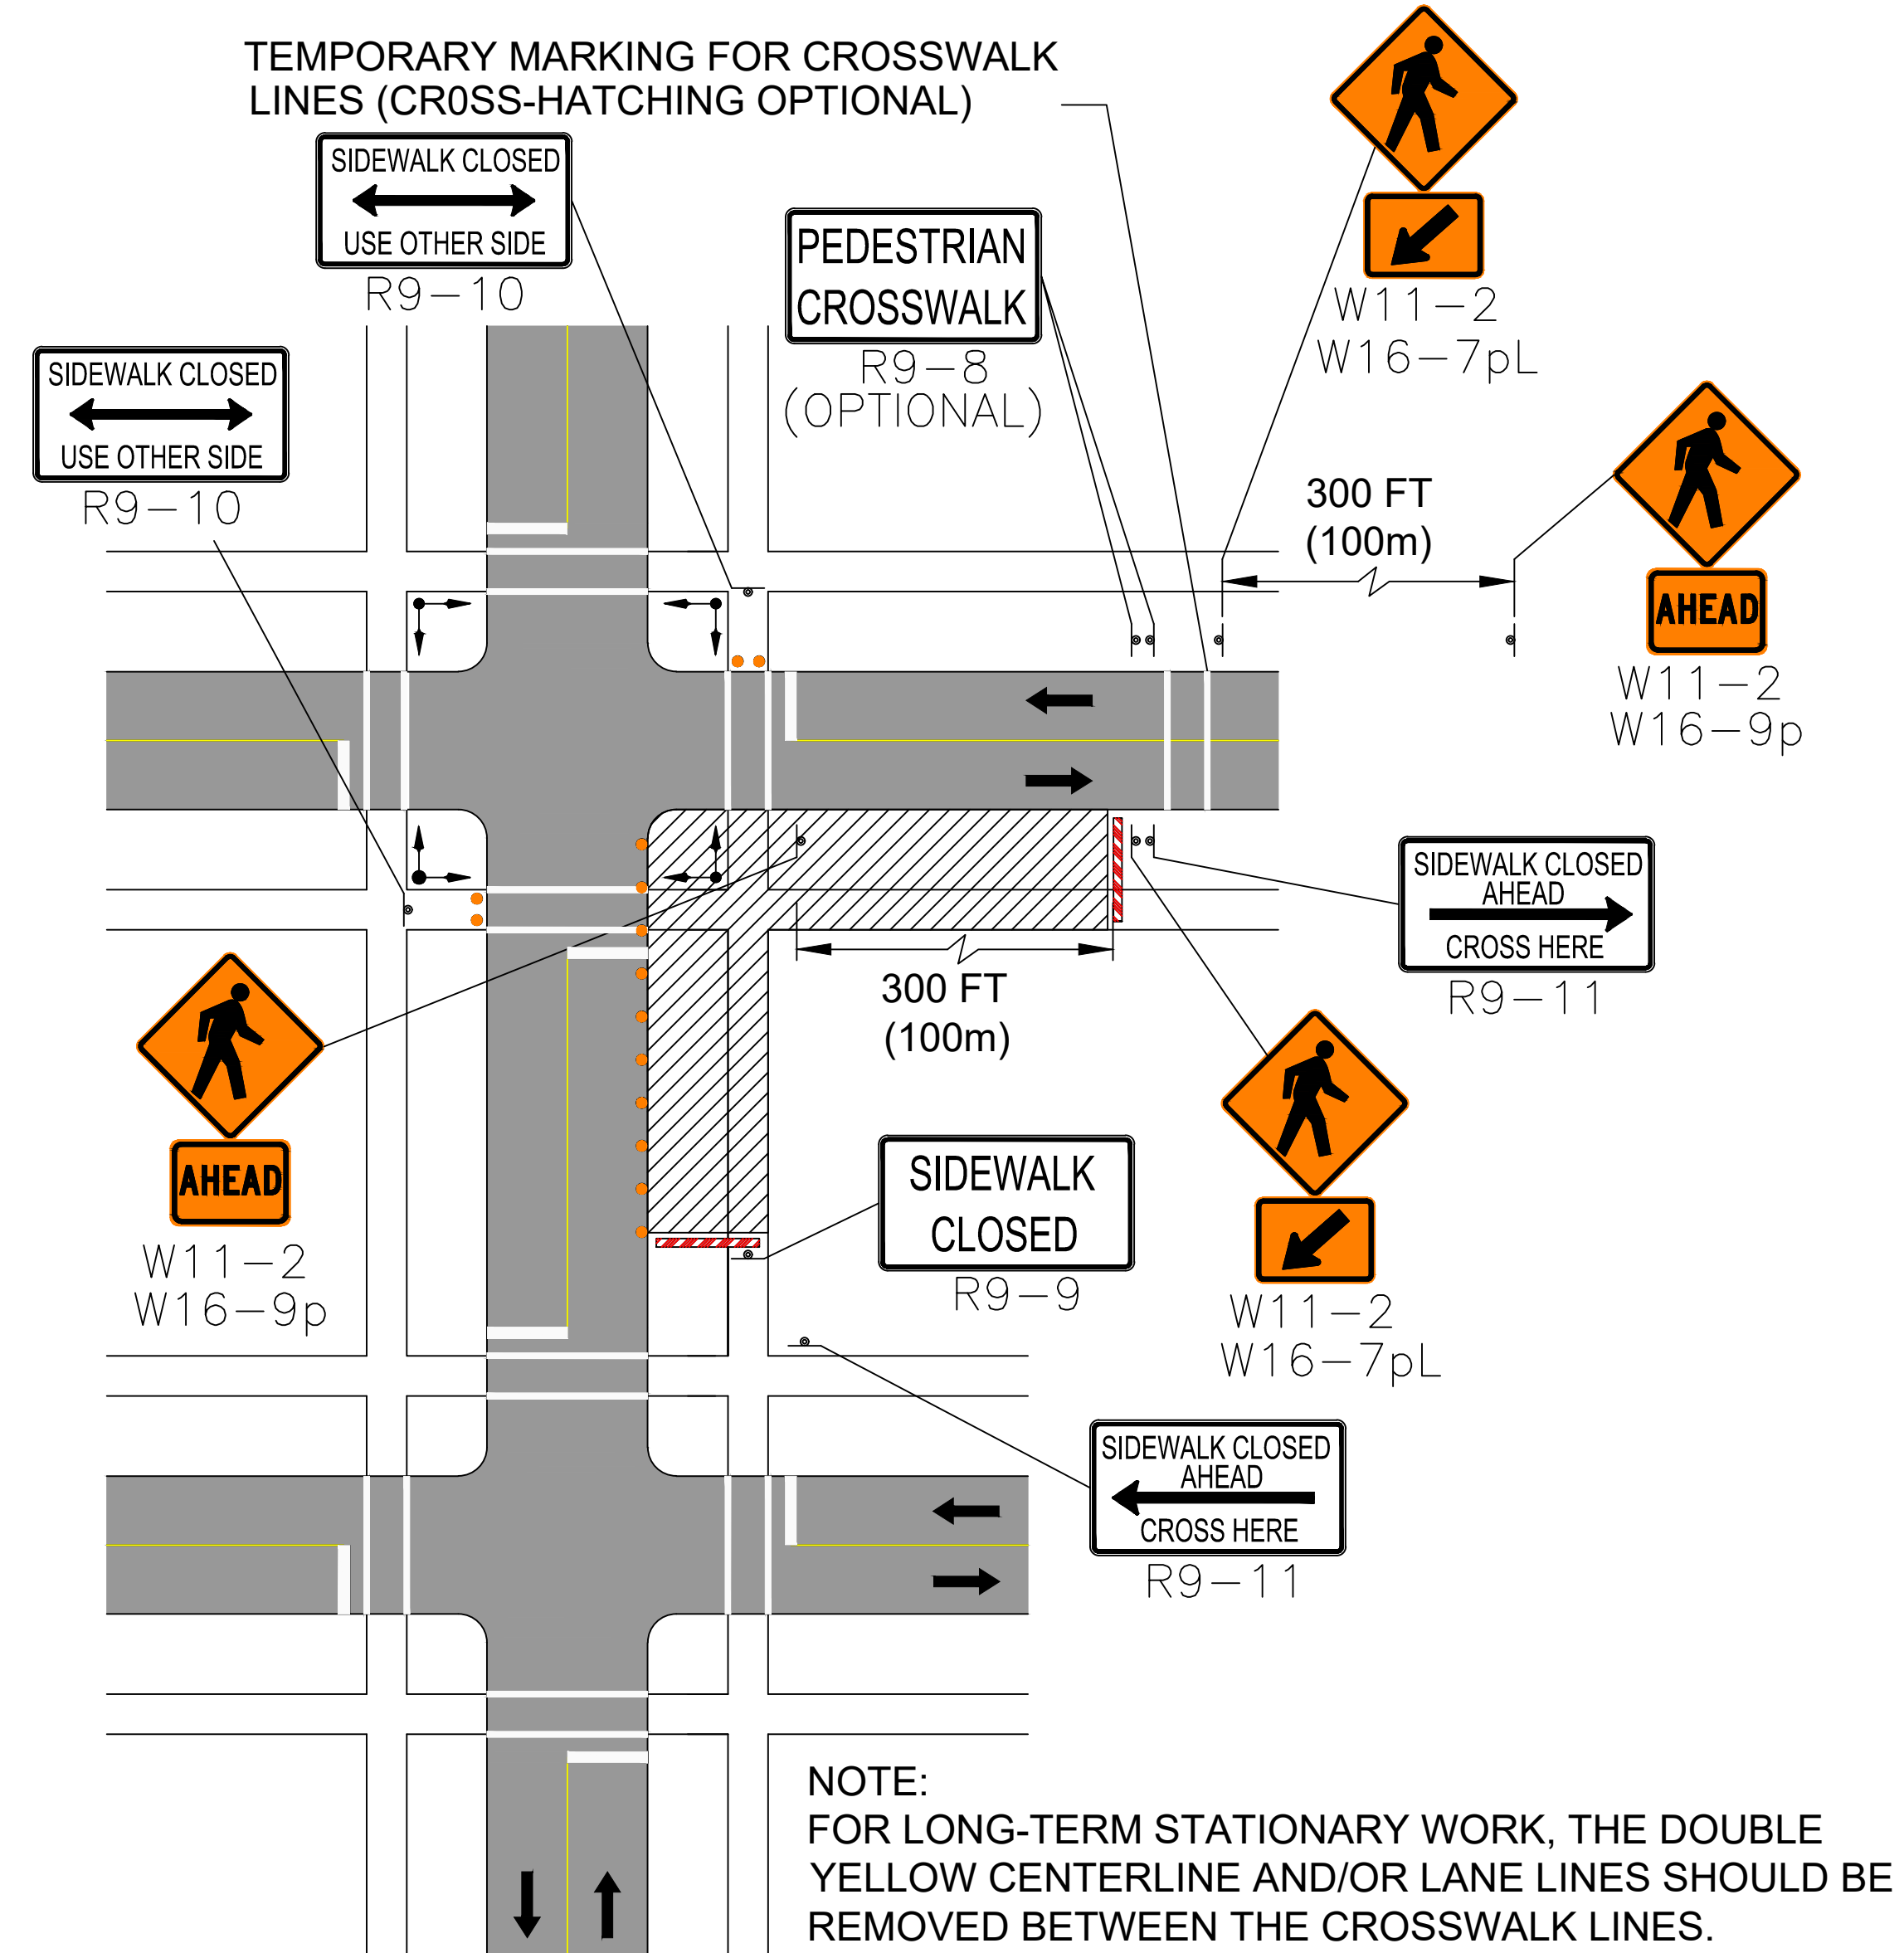 TEMPORARY MARKING FOR CROSSWALK
LINES (CR0SS-HATCHING OPTIONAL)
SIDEWALK CLOSED
USE OTHER SIDE
R9-10
PEDESTRIAN
CROSSWALK
R9-8
(OPTIONAL)
W11-2
W16-7pL
SIDEWALK CLOSED
USE OTHER SIDE
R9-10
300 FT
(100m)
AHEAD
W11-2
W16-9p
SIDEWALK CLOSED
AHEAD
CROSS HERE
R9-11
300 FT
(100m)
AHEAD
W11-2
W16-9p
SIDEWALK
CLOSED
R9-9
W11-2
W16-7pL
SIDEWALK CLOSED
AHEAD
CROSS HERE
R9-11
NOTE:
FOR LONG-TERM STATIONARY WORK, THE DOUBLE
YELLOW CENTERLINE AND/OR LANE LINES SHOULD BE
REMOVED BETWEEN THE CROSSWALK LINES.